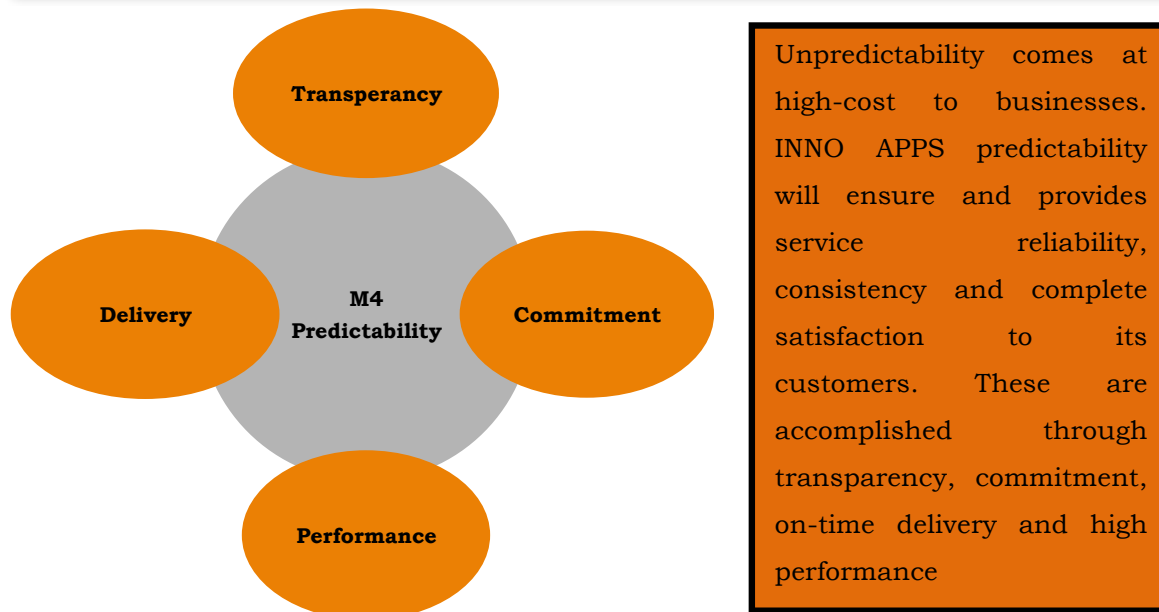 Transperancy
Delivery
M4
Predictability
Commitment
Performance
Unpredictability comes at
high-cost to businesses.
INNO APPS predictability
will ensure and provides
service reliability,
consistency and complete
satisfaction to its
customers. These are
accomplished through
transparency, commitment,
on-time delivery and high
performance